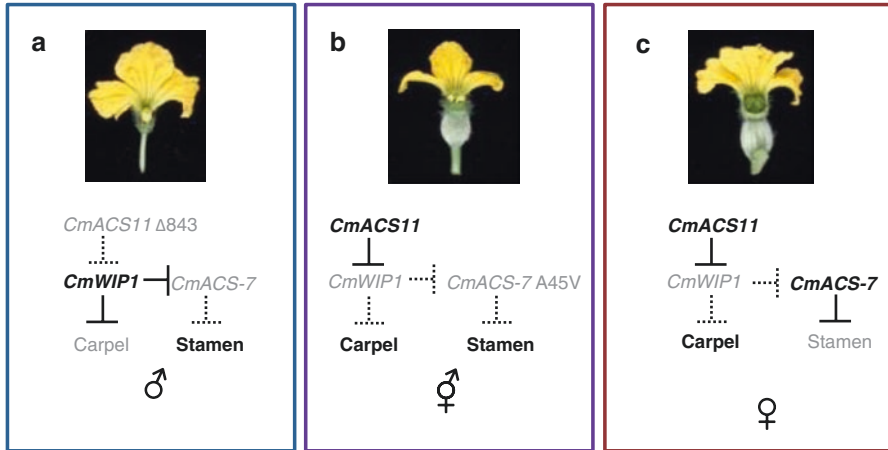 a
CmACS11 Δ843
CmWIP1
CmACS-7
Carpel
Stamen
♂
b
CmACS11
CmWIP1
CmACS-7 A45V
Carpel
Stamen
⚥
c
CmACS11
CmWIP1
CmACS-7
Carpel
Stamen
♀